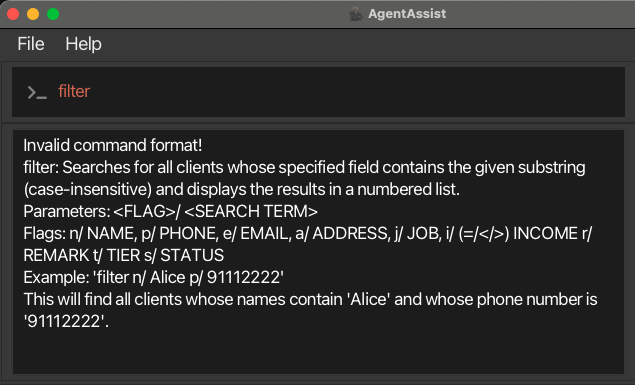 AgentAssist
File Help
filter
Invalid command format!
filter: Searches for all clients whose specified field contains the given substring
(case-insensitive) and displays the results in a numbered list.
Parameters: <FLAG>/ <SEARCH TERM>
Flags: n/ NAME, p/ PHONE, e/ EMAIL, a/ ADDRESS, j/ JOB, i/ (=/</>) INCOME r/
REMARK t/ TIER s/ STATUS
Example: 'filter n/ Alice p/ 91112222'
This will find all clients whose names contain 'Alice' and whose phone number is
'91112222'.